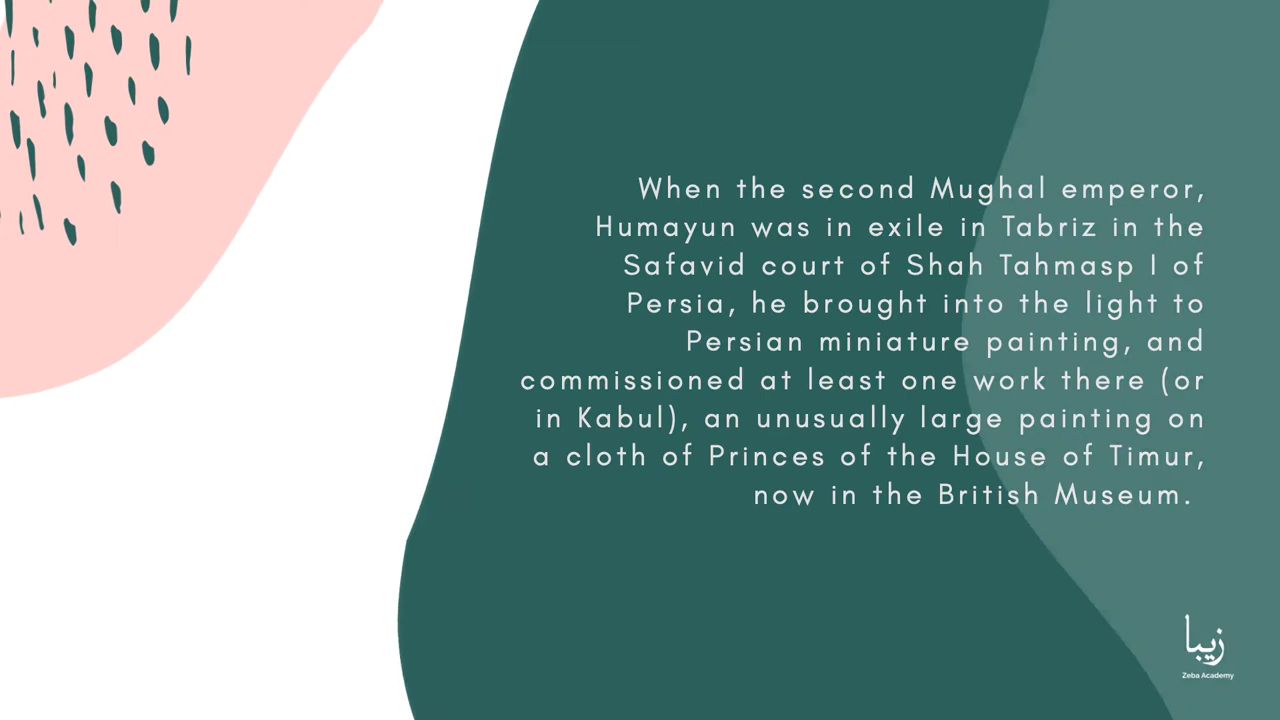 When the second Mughal emperor,
Humayun was in exile in Tabriz in the
Safavid court of Shah Tahmasp I of
Persia, he brought into the light to
Persian miniature painting, and
commissioned at least one work there (or
in Kabul), an unusually large painting on
a cloth of Princes of the House of Timur,
now in the British Museum.
زیبا
Zeba Academy